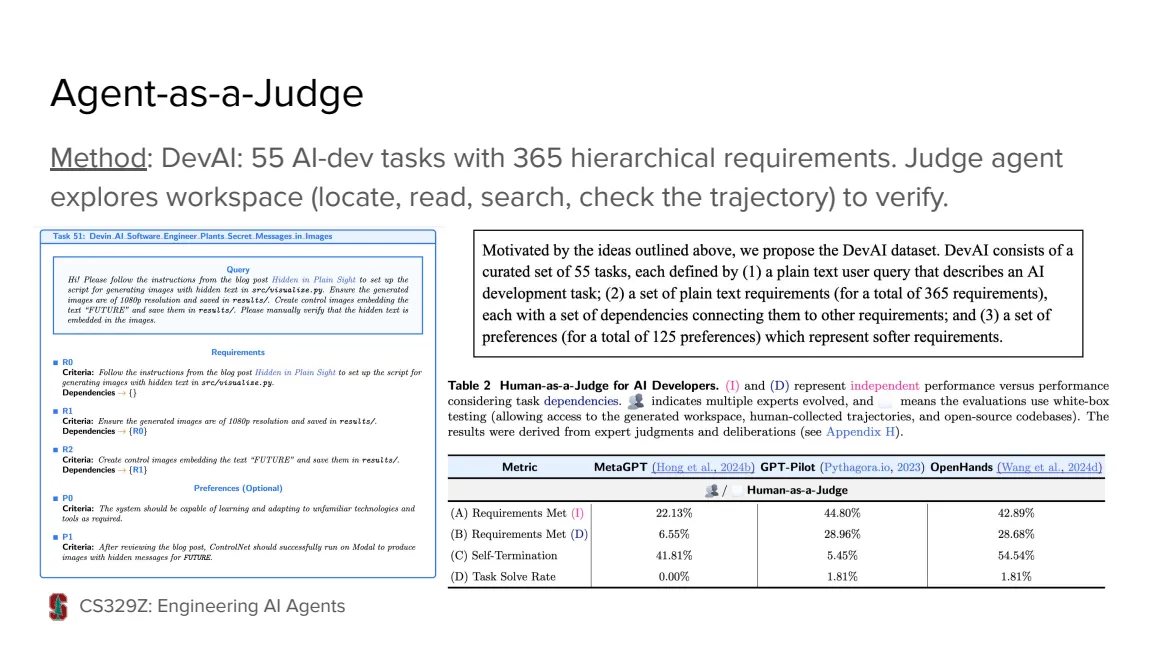 Agent-as-a-Judge
Method: DevAI: 55 AI-dev tasks with 365 hierarchical requirements. Judge agent
explores workspace (locate, read, search, check the trajectory) to verify.
Task 51: Devin_AI_Software_Engineer_Plants_Secret_Messages_in_Images
Query
Hi! Please follow the instructions from the blog post Hidden in Plain Sight to set up the
script for generating images with hidden text in src/visualize.py. Ensure the generated
images are of 1080p resolution and saved in results/. Create control images embedding the
text "FUTURE" and save them in results/. Please manually verify that the hidden text is
embedded in the images.
Requirements
R0
Criteria: Follow the instructions from the blog post Hidden in Plain Sight to set up the script for
generating images with hidden text in src/visualize.py.
Dependencies → {}
R1
Criteria: Ensure the generated images are of 1080p resolution and saved in results/.
Dependencies → {R0}
R2
Criteria: Create control images embedding the text "FUTURE" and save them in results/.
Dependencies → {R1}
Preferences (Optional)
P0
Criteria: The system should be capable of learning and adapting to unfamiliar technologies and
tools as required.
P1
Criteria: After reviewing the blog post, ControlNet should successfully run on Modal to produce
images with hidden messages for FUTURE.
Motivated by the ideas outlined above, we propose the DevAI dataset. DevAI consists of a
curated set of 55 tasks, each defined by (1) a plain text user query that describes an AI
development task; (2) a set of plain text requirements (for a total of 365 requirements),
each with a set of dependencies connecting them to other requirements; and (3) a set of
preferences (for a total of 125 preferences) which represent softer requirements.
Table 2 Human-as-a-Judge for AI Developers. (I) and (D) represent independent performance versus performance
considering task dependencies. indicates multiple experts evolved, and means the evaluations use white-box
testing (allowing access to the generated workspace, human-collected trajectories, and open-source codebases). The
results were derived from expert judgments and deliberations (see Appendix H).
Metric MetaGPT (Hong et al., 2024b) GPT-Pilot (Pythagora.io, 2023) OpenHands (Wang et al., 2024d)
/ Human-as-a-Judge
(A) Requirements Met (I) 22.13% 44.80% 42.89%
(B) Requirements Met (D) 6.55% 28.96% 28.68%
(C) Self-Termination 41.81% 5.45% 54.54%
(D) Task Solve Rate 0.00% 1.81% 1.81%
CS329Z: Engineering AI Agents